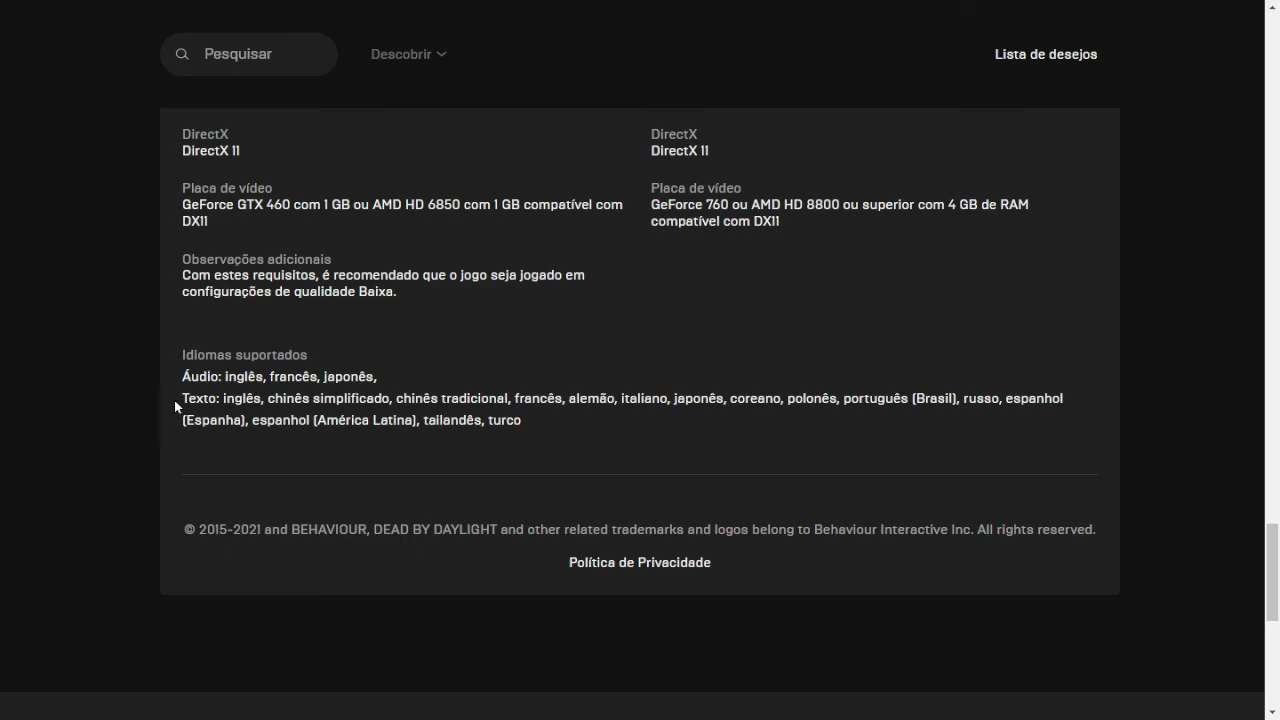 Pesquisar
Descobrir
Lista de desejos
DirectX
DirectX 11
DirectX
DirectX 11
Placa de vídeo
GeForce GTX 460 com 1 GB ou AMD HD 6850 com 1 GB compatível com
DX11
Placa de vídeo
GeForce 760 ou AMD HD 8800 ou superior com 4 GB de RAM
compatível com DX11
Observações adicionais
Com estes requisitos, é recomendado que o jogo seja jogado em
configurações de qualidade Baixa.
Idiomas suportados
Áudio: inglês, francês, japonês,
Texto: inglês, chinês simplificado, chinês tradicional, francês, alemão, italiano, japonês, coreano, polonês, português (Brasil), russo, espanhol
(Espanha), espanhol (América Latina), tailandês, turco
© 2015-2021 and BEHAVIOUR, DEAD BY DAYLIGHT and other related trademarks and logos belong to Behaviour Interactive Inc. All rights reserved.
Política de Privacidade